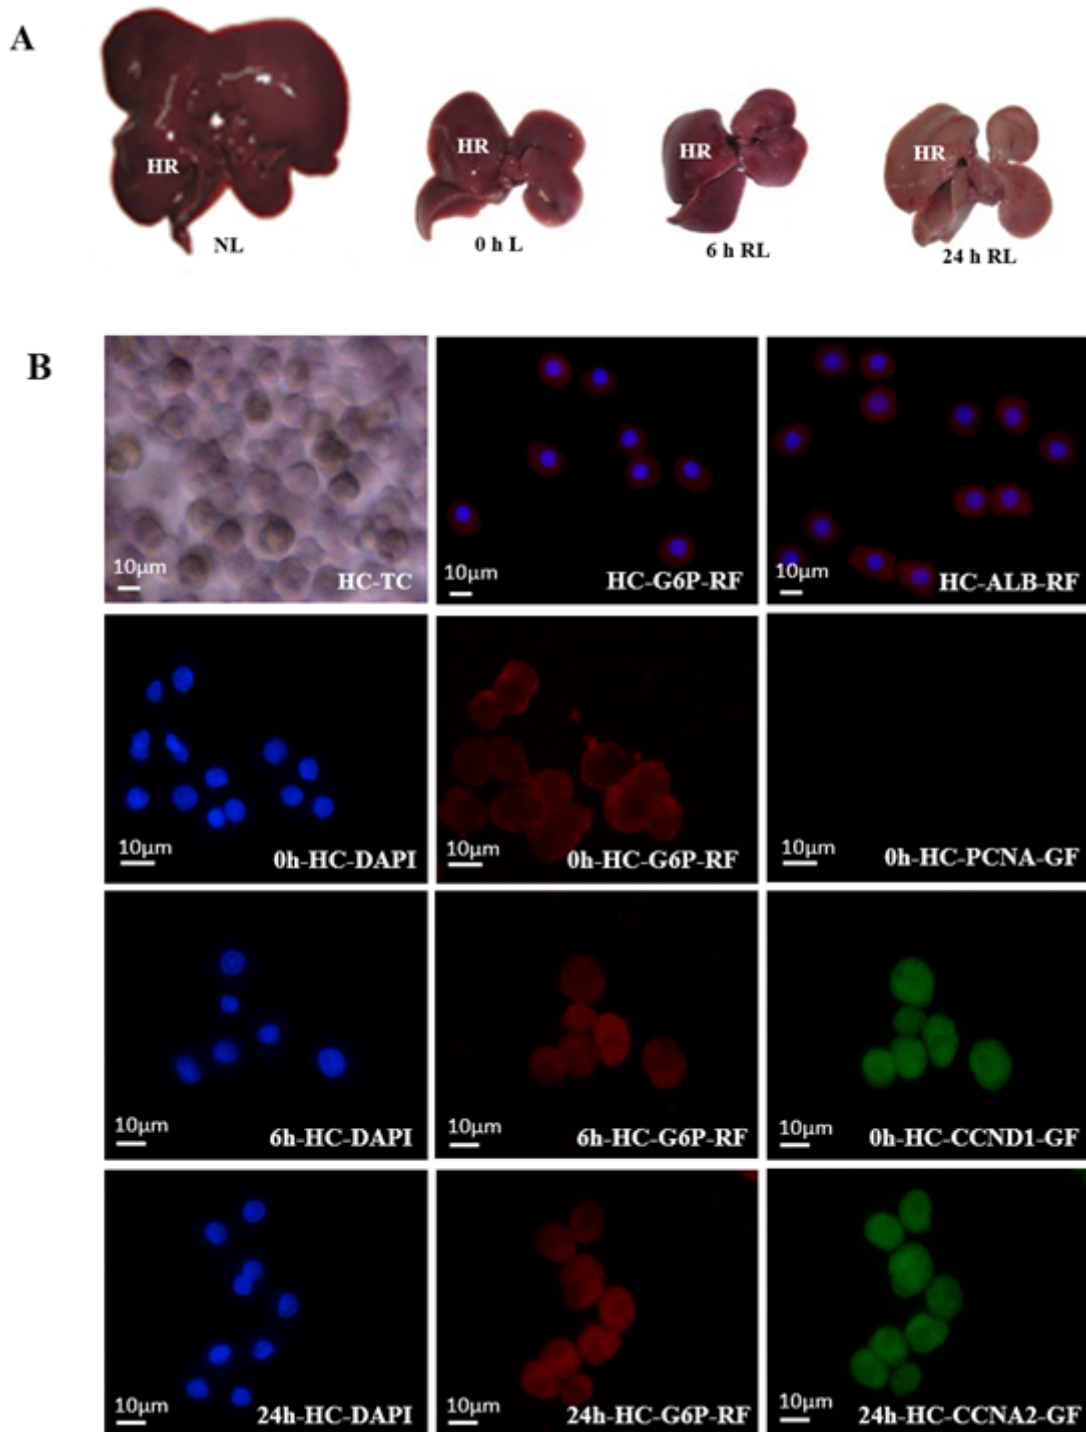 A
HR
HR
HR
HR
NL
0 h L
6 h RL
24 h RL
B
10μm
HC-TC
10μm
HC-G6P-RF
10μm
HC-ALB-RF
10μm
0h-HC-DAPI
10μm
0h-HC-G6P-RF
10μm
0h-HC-PCNA-GF
10μm
6h-HC-DAPI
10μm
6h-HC-G6P-RF
10μm
0h-HC-CCND1-GF
10μm
24h-HC-DAPI
10μm
24h-HC-G6P-RF
10μm
24h-HC-CCNA2-GF